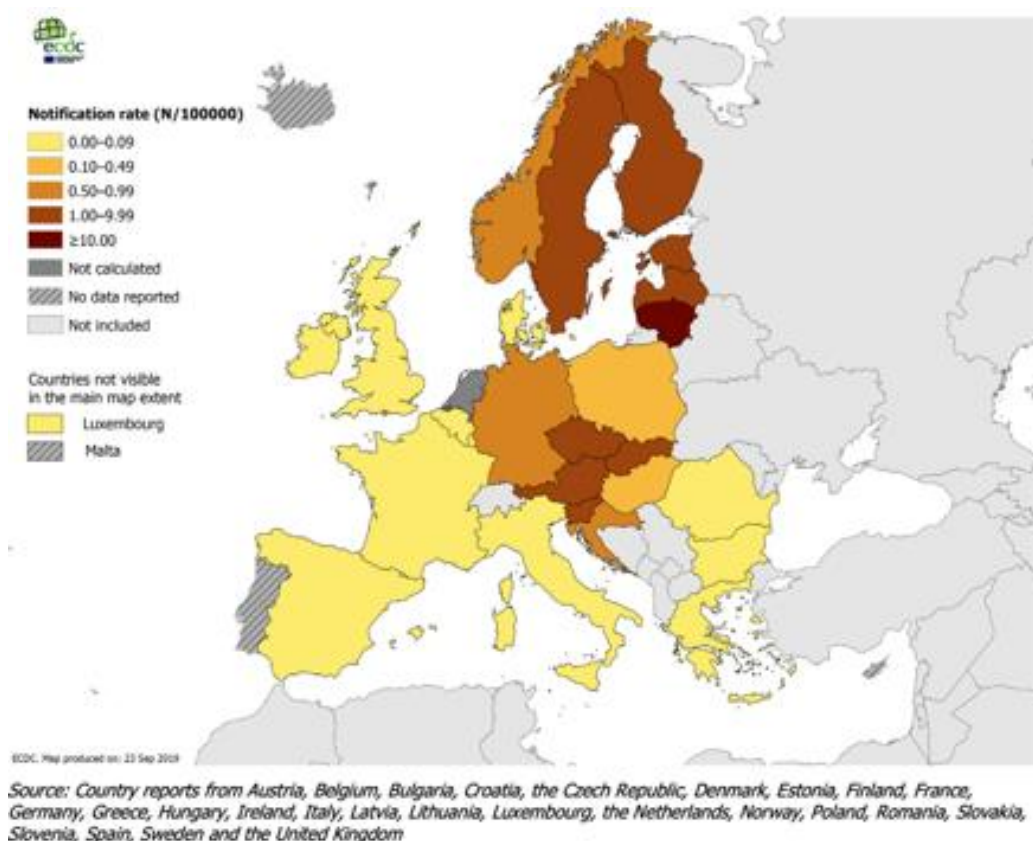 ecdc
Notification rate (N/100000)
0.00–0.09
0.10–0.49
0.50–0.99
1.00–9.99
≥10.00
Not calculated
No data reported
Not included
Countries not visible
in the main map extent
Luxembourg
Malta
ECDC. Map produced on: 23 Sep 2019
Source: Country reports from Austria, Belgium, Bulgaria, Croatia, the Czech Republic, Denmark, Estonia, Finland, France,
Germany, Greece, Hungary, Ireland, Italy, Latvia, Lithuania, Luxembourg, the Netherlands, Norway, Poland, Romania, Slovakia,
Slovenia, Spain, Sweden and the United Kingdom